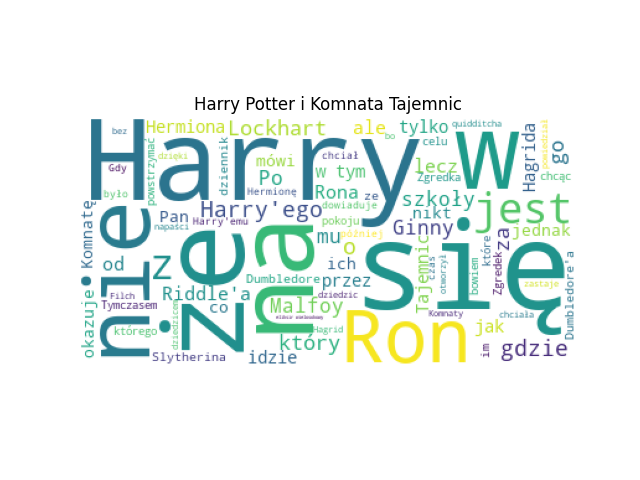 Harry Potter i Komnata Tajemnic
bez
Hermiona
Lockhart
ale
bo
tylko
quidditcha
w
Hagrida
powiedział
go
Harry
Gdy
powstrzymać
dzięki
dziennik
mówi
chciał
w tym
celu
lecz
Zgredka
chcąc
było
Po
Hermionę
Rona
ze
szkoły
jest
Komnatę
nie
Pan
napaści
że
Harry'ego
Harry'emu
na
dowiaduje
pokoju
mu
później
o
nikt
Ginny
które
za
jednak
się
od
z
ich
Tajemnic
czas
otworzył
bowiem
Zgredek
Dumbledore'a
okazuje
Riddle'a
Dumbledore
przez
dziedzic
zastaje
Filch
Tymczasem
co
Malfoy
Komnaty
chciała
którego
dziedzicem
eliksir wielosokowy
Hagrid
Ron
jak
Slytherina
idzie
który
im
gdzie